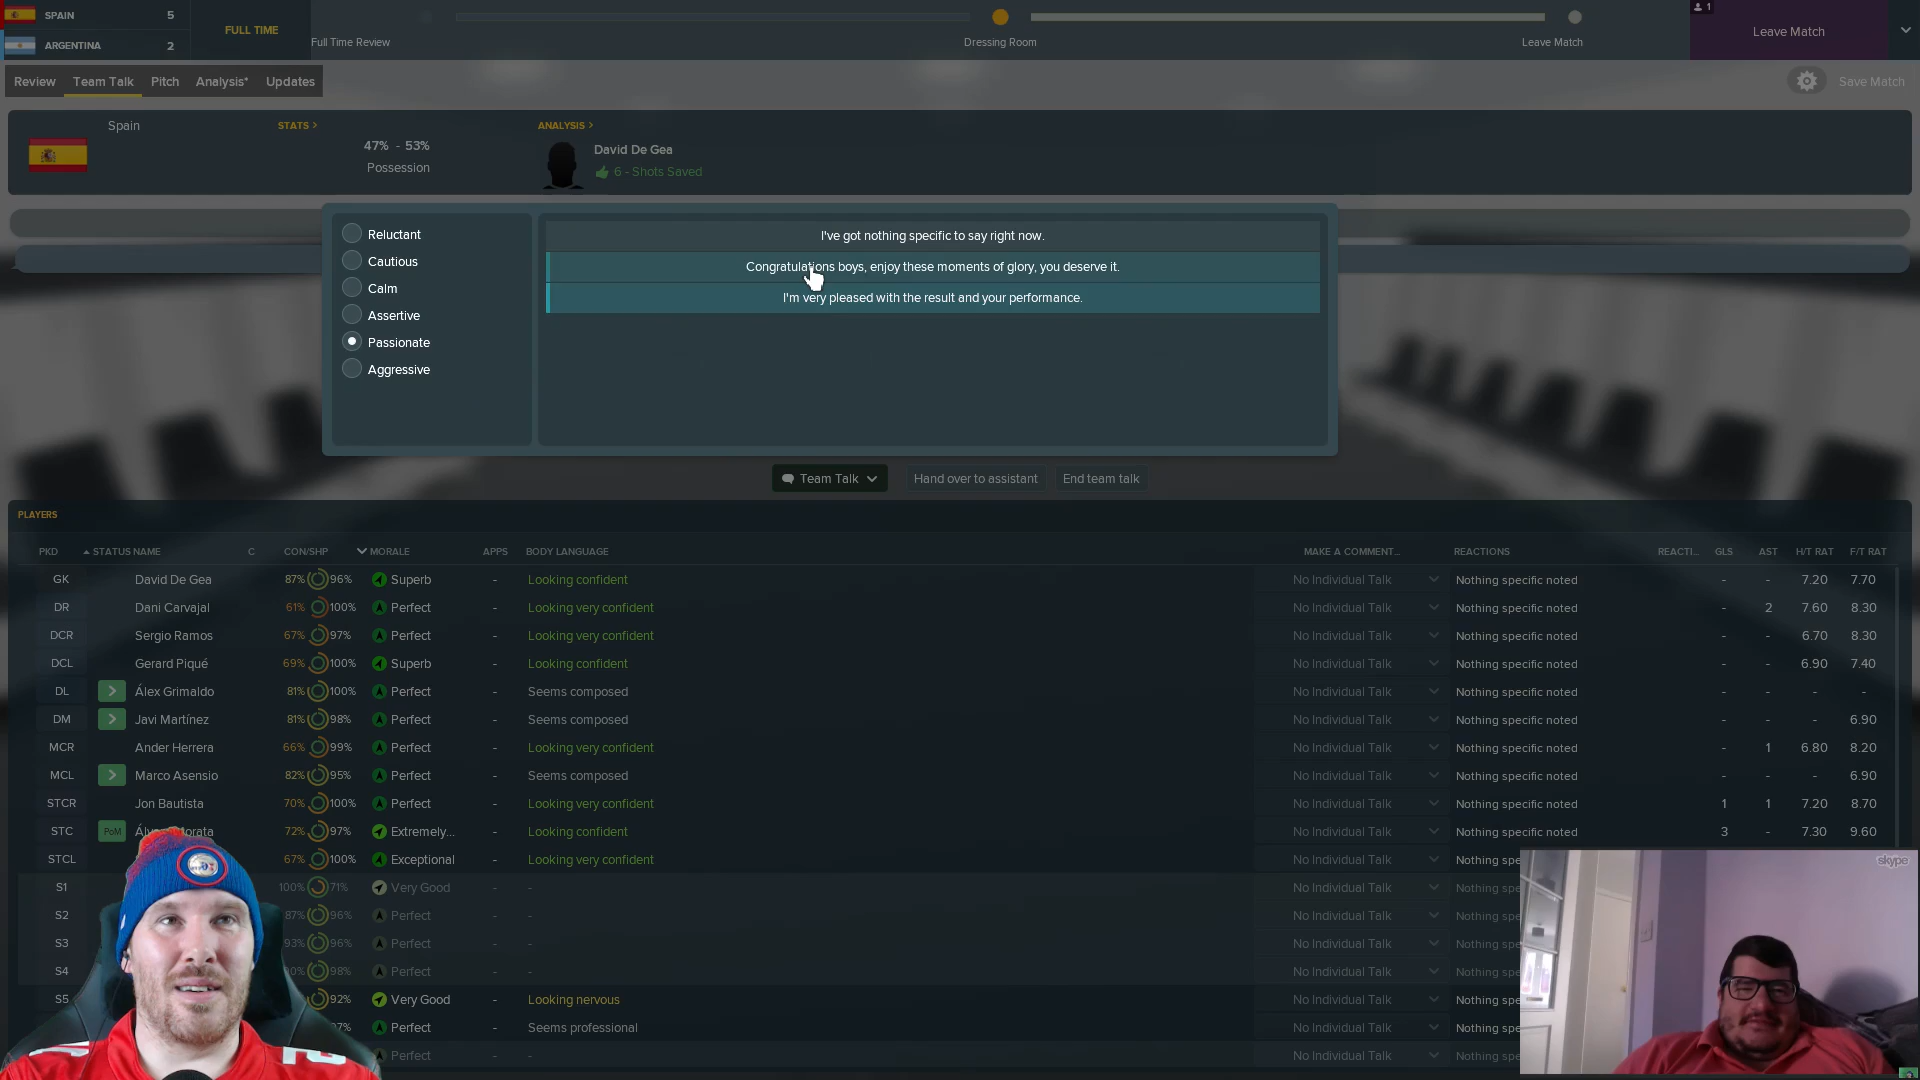 SPAIN 5
ARGENTINA 2
FULL TIME
Full Time Review
Dressing Room
Leave Match
1
Leave Match
Review Team Talk Pitch Analysis* Updates
Save Match
Spain
STATS >
47% - 53%
Possession
ANALYSIS >
David De Gea
6 - Shots Saved
Reluctant
Cautious
Calm
Assertive
Passionate
Aggressive
I've got nothing specific to say right now.
Congratulations boys, enjoy these moments of glory, you deserve it.
I'm very pleased with the result and your performance.
Team Talk
Hand over to assistant
End team talk
PLAYERS
PKD STATUS NAME C CON/SHP MORALE APPS BODY LANGUAGE MAKE A COMMENT... REACTIONS REACTI... GLS AST H/T RAT F/T RAT
GK David De Gea 87% 96% Superb - Looking confident No Individual Talk Nothing specific noted - - 7.20 7.70
DR Dani Carvajal 61% 100% Perfect - Looking very confident No Individual Talk Nothing specific noted - 2 7.60 8.30
DCR Sergio Ramos 67% 97% Perfect - Looking very confident No Individual Talk Nothing specific noted - - 6.70 8.30
DCL Gerard Piqué 69% 100% Superb - Looking confident No Individual Talk Nothing specific noted - - 6.90 7.40
DL Álex Grimaldo 81% 100% Perfect - Seems composed No Individual Talk Nothing specific noted - - - -
DM Javi Martínez 81% 98% Perfect - Seems composed No Individual Talk Nothing specific noted - - - 6.90
MCR Ander Herrera 66% 99% Perfect - Looking very confident No Individual Talk Nothing specific noted - 1 6.80 8.20
MCL Marco Asensio 82% 95% Perfect - Seems composed No Individual Talk Nothing specific noted - - - 6.90
STCR Jon Bautista 70% 100% Perfect - Looking very confident No Individual Talk Nothing specific noted 1 1 7.20 8.70
STC PoM 72% 97% Extremely... - Looking confident No Individual Talk Nothing specific noted 3 - 7.30 9.60
STCL 67% 100% Exceptional - Looking very confident No Individual Talk Nothing
S1 100% 71% Very Good - - No Individual Talk Nothing
S2 87% 96% Perfect - - No Individual Talk Nothing
S3 93% 96% Perfect - - No Individual Talk Nothing
S4 98% Perfect - - No Individual Talk Nothing
S5 92% Very Good - Looking nervous No Individual Talk Nothing
Perfect - Seems professional No Individual Talk Nothing
Perfect - - No Individual Talk Nothing
skype